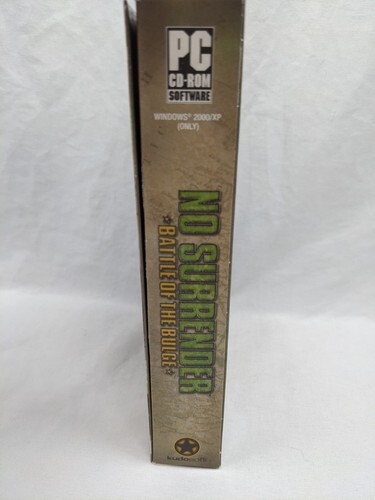 PC
CD-ROM
SOFTWARE
WINDOWS® 2000/XP
(ONLY)
NO SURRENDER
BATTLE OF THE BULGE